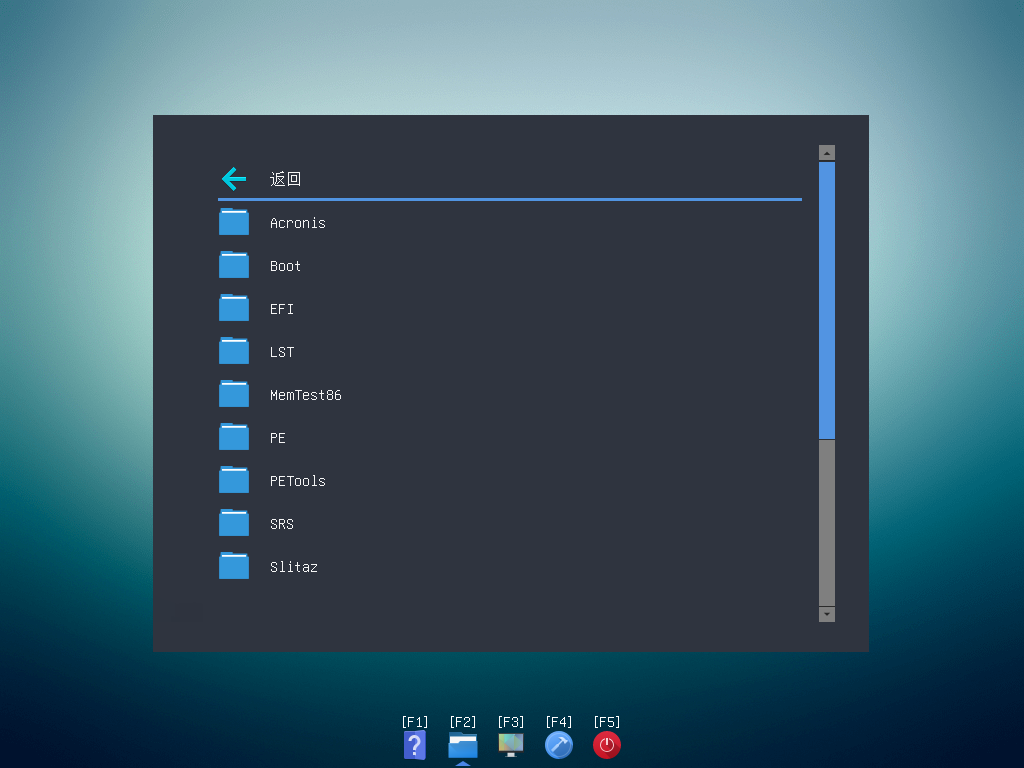 返回
Acronis
Boot
EFI
LST
MemTest86
PE
PETools
SRS
Slitaz
[F1] [F2] [F3] [F4] [F5]
?